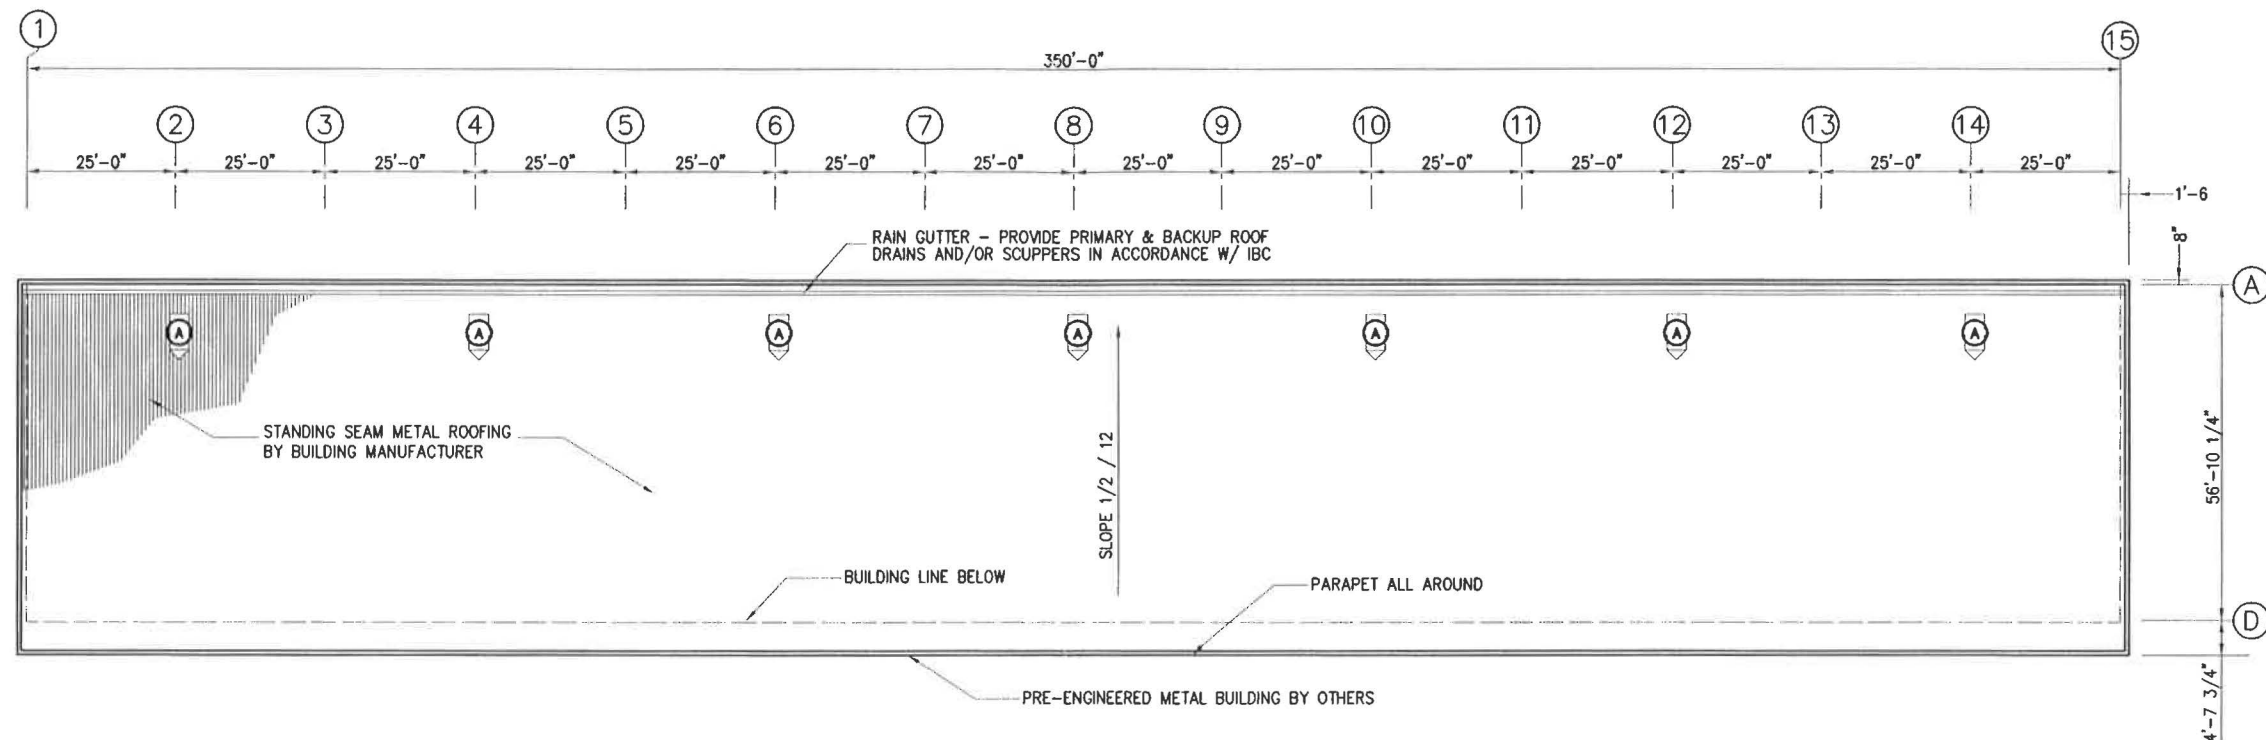 1
15
350'-0"
2
3
4
5
6
7
8
9
10
11
12
13
14
25'-0"
25'-0"
25'-0"
25'-0"
25'-0"
25'-0"
25'-0"
25'-0"
25'-0"
25'-0"
25'-0"
25'-0"
25'-0"
25'-0"
1'-6
8"
RAIN GUTTER - PROVIDE PRIMARY & BACKUP ROOF
DRAINS AND/OR SCUPPERS IN ACCORDANCE W/ IBC
A
A
A
A
A
A
A
A
STANDING SEAM METAL ROOFING
BY BUILDING MANUFACTURER
SLOPE 1/2 / 12
56'-10 1/4"
BUILDING LINE BELOW
PARAPET ALL AROUND
D
PRE-ENGINEERED METAL BUILDING BY OTHERS
4'-7 3/4"